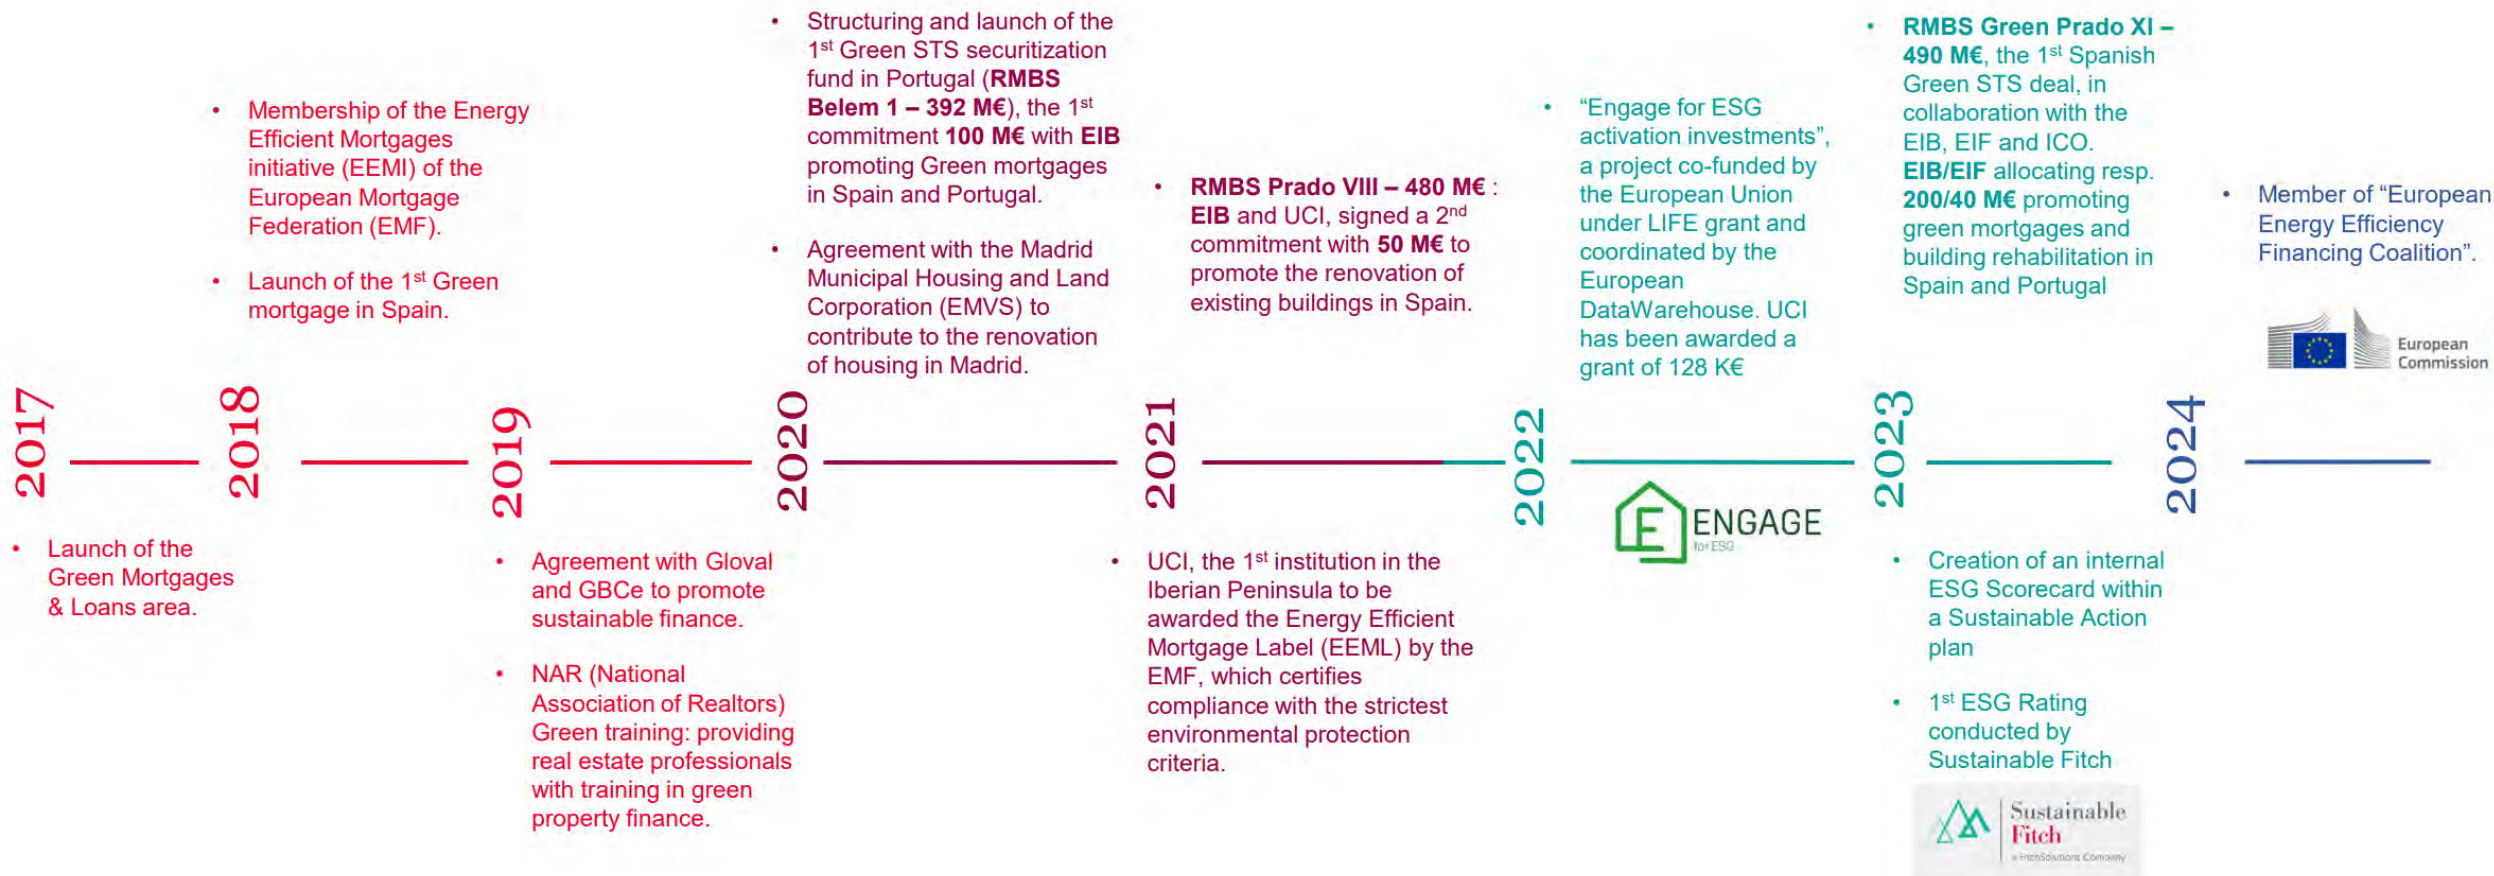 2017
• Launch of the
Green Mortgages
& Loans area.
2018
• Membership of the Energy
Efficient Mortgages
initiative (EEMI) of the
European Mortgage
Federation (EMF).
• Launch of the 1st Green
mortgage in Spain.
2019
• Agreement with Gloval
and GBCe to promote
sustainable finance.
• NAR (National
Association of Realtors)
Green training: providing
real estate professionals
with training in green
property finance.
2020
• Structuring and launch of the
1st Green STS securitization
fund in Portugal (RMBS
Belem 1 – 392 M€), the 1st
commitment 100 M€ with EIB
promoting Green mortgages
in Spain and Portugal.
• Agreement with the Madrid
Municipal Housing and Land
Corporation (EMVS) to
contribute to the renovation
of housing in Madrid.
2021
• RMBS Prado VIII – 480 M€ :
EIB and UCI, signed a 2nd
commitment with 50 M€ to
promote the renovation of
existing buildings in Spain.
• UCI, the 1st institution in the
Iberian Peninsula to be
awarded the Energy Efficient
Mortgage Label (EEML) by the
EMF, which certifies
compliance with the strictest
environmental protection
criteria.
2022
• “Engage for ESG
activation investments”,
a project co-funded by
the European Union
under LIFE grant and
coordinated by the
European
DataWarehouse. UCI
has been awarded a
grant of 128 K€
E
ENGAGE
for ESG
2023
• RMBS Green Prado XI –
490 M€, the 1st Spanish
Green STS deal, in
collaboration with the
EIB, EIF and ICO.
EIB/EIF allocating resp.
200/40 M€ promoting
green mortgages and
building rehabilitation in
Spain and Portugal
• Creation of an internal
ESG Scorecard within
a Sustainable Action
plan
• 1st ESG Rating
conducted by
Sustainable Fitch
Sustainable
Fitch
a FitchSolutions Company
2024
• Member of “European
Energy Efficiency
Financing Coalition”.
European
Commission